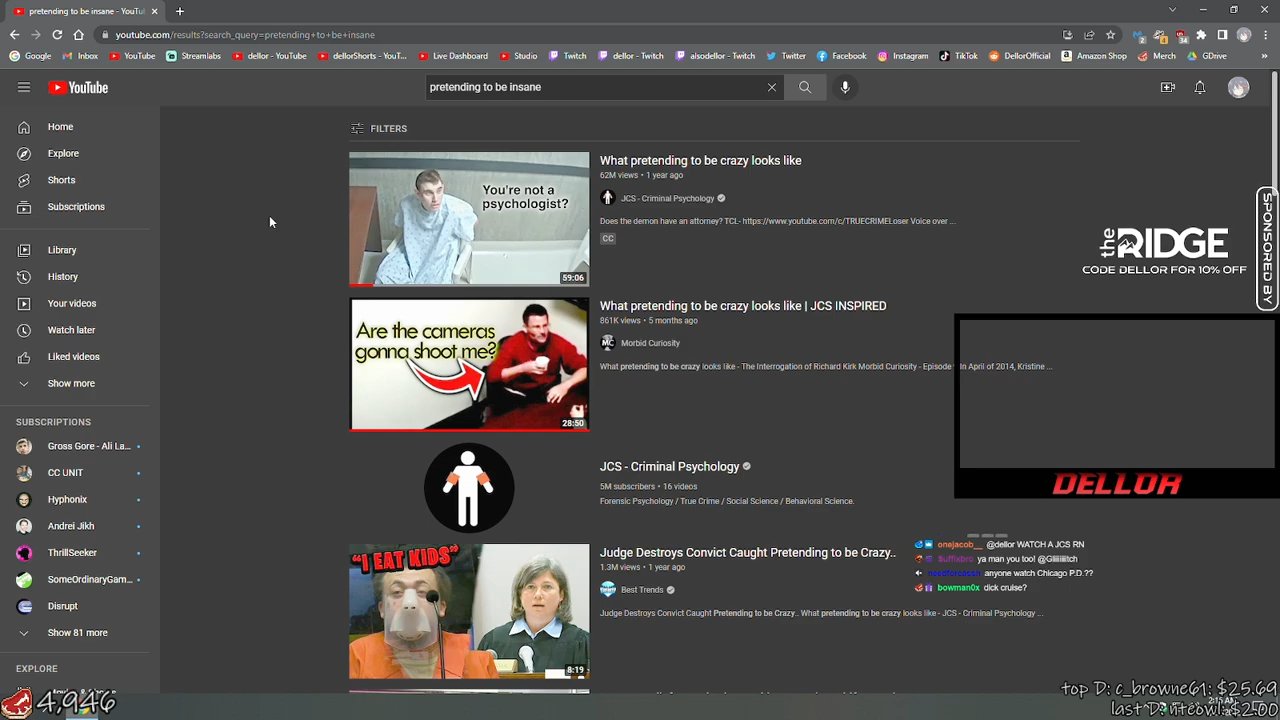 pretending to be insane - YouTu
youtube.com/results?search_query=pretending+to+be+insane
Google
Inbox
YouTube
Streamlabs
dellor - YouTube
dellorShorts - YouT...
Live Dashboard
Studio
Twitch
dellor - Twitch
alsodellor - Twitch
Twitter
Facebook
Instagram
TikTok
DellorOfficial
Amazon Shop
Merch
GDrive
YouTube
pretending to be insane
Home
Explore
Shorts
Subscriptions
Library
History
Your videos
Watch later
Liked videos
Show more
SUBSCRIPTIONS
Gross Gore - Ali La...
CC UNIT
Hyphonix
Andrei Jikh
ThrillSeeker
SomeOrdinaryGam...
Disrupt
Show 81 more
EXPLORE
4,946
FILTERS
You're not a
psychologist?
59:06
What pretending to be crazy looks like
62M views • 1 year ago
JCS - Criminal Psychology
Does the demon have an attorney? TCL- https://www.youtube.com/c/TRUECRIMELoser Voice over ...
CC
Are the cameras
gonna shoot me?
28:50
What pretending to be crazy looks like | JCS INSPIRED
861K views • 5 months ago
MC
Morbid Curiosity
What pretending to be crazy looks like - The Interrogation of Richard Kirk Morbid Curiosity - Episode In April of 2014, Kristine ...
JCS - Criminal Psychology
5M subscribers • 16 videos
Forensic Psychology / True Crime / Social Science / Behavioral Science.
"I EAT KIDS"
8:19
Judge Destroys Convict Caught Pretending to be Crazy..
1.3M views • 1 year ago
Best Trends
Judge Destroys Convict Caught Pretending to be Crazy.. What pretending to be crazy looks like - JCS - Criminal Psychology ...
the RIDGE
CODE DELLOR FOR 10% OFF
SPONSORED BY
DELLOR
onejacob__ @dellor WATCH A JCS RN
ya man you too!
anyone watch Chicago P.D.??
bowman0x dick cruise?
top D: c_browne61: $25.69
last D: nteowl: $2.00